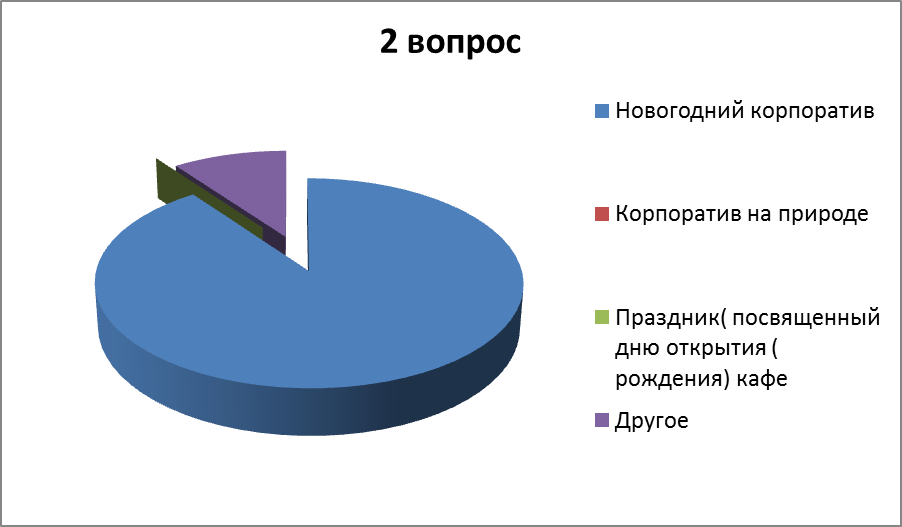 2 вопрос
Новогодний корпоратив
Корпоратив на природе
Праздник( посвященный
дню открытия (
рождения) кафе
Другое